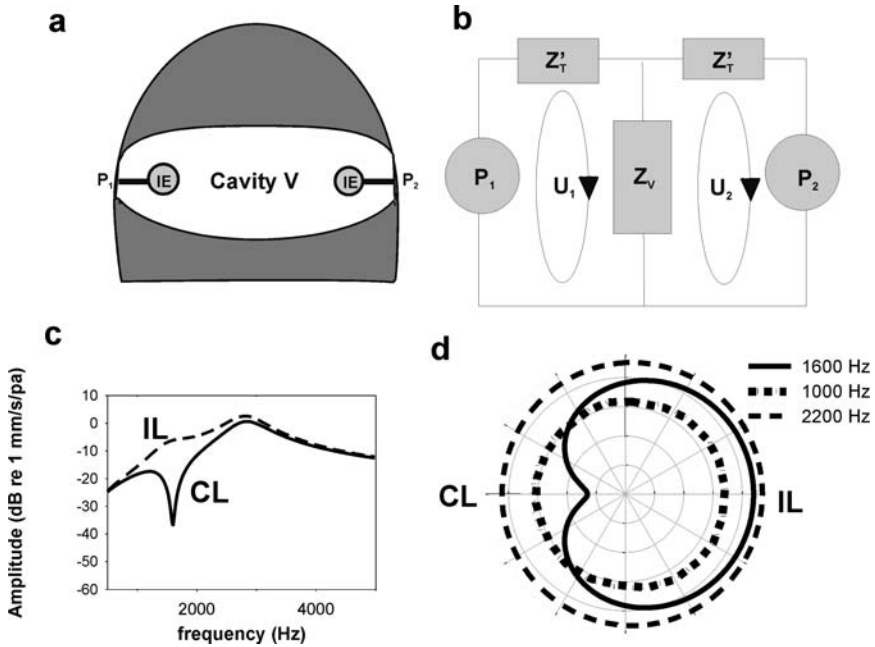 a
P1
IE
Cavity V
IE
P2
b
Z'T
Z'T
P1
U1
ZV
U2
P2
c
Amplitude (dB re 1 mm/s/pa)
10
0
-10
-20
-30
-40
-50
-60
IL
CL
2000
4000
frequency (Hz)
d
1600 Hz
1000 Hz
2200 Hz
CL
IL